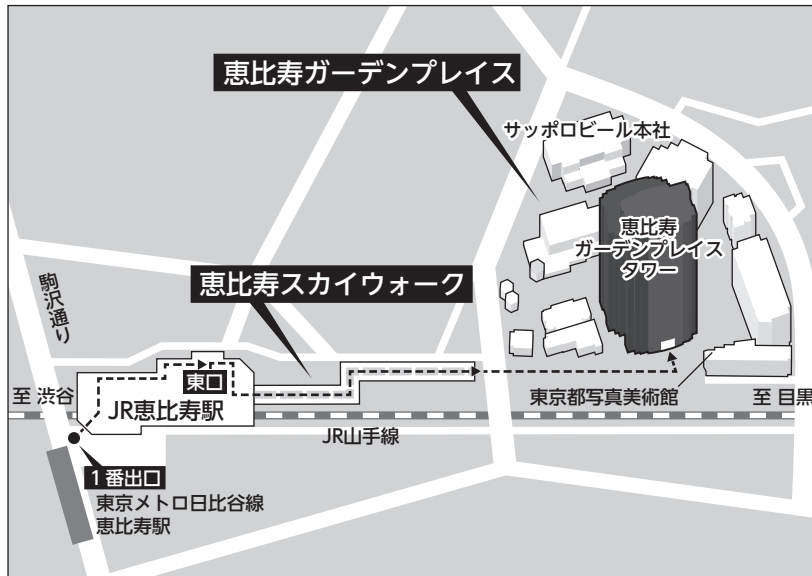 恵比寿ガーデンプレイス
サッポロビール本社
恵比寿
ガーデンプレイス
タワー
駒沢通り
恵比寿スカイウォーク
東口
至 渋谷
JR恵比寿駅
東京都写真美術館
至 目黒
JR山手線
1番出口
東京メトロ日比谷線
恵比寿駅